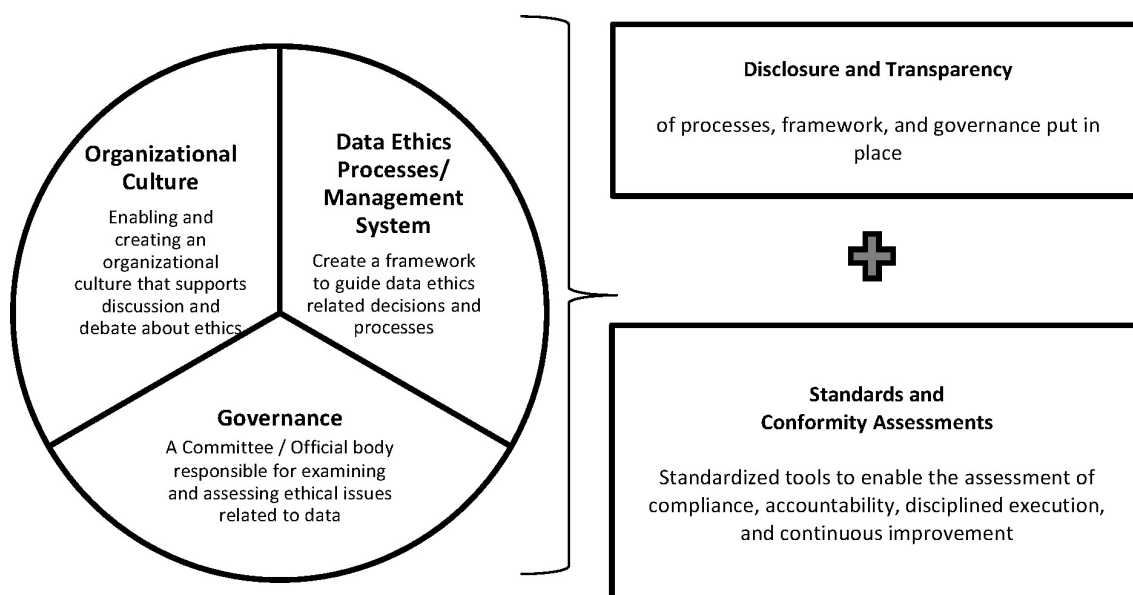 Organizational
Culture
Enabling and
creating an
organizational
culture that supports
discussion and
debate about ethics
Data Ethics
Processes/
Management
System
Create a framework
to guide data ethics
related decisions and
processes
Governance
A Committee / Official body
responsible for examining
and assessing ethical issues
related to data
Disclosure and Transparency
of processes, framework, and governance put in
place
Standards and
Conformity Assessments
Standardized tools to enable the assessment of
compliance, accountability, disciplined execution,
and continuous improvement